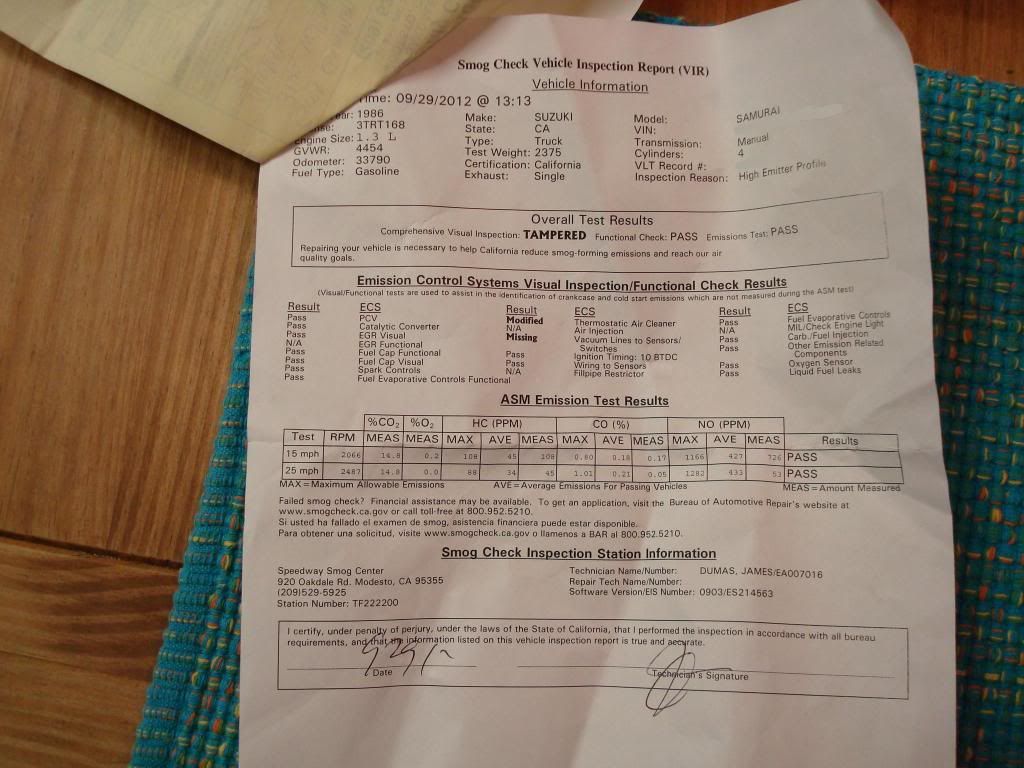 Smog Check Vehicle Inspection Report (VIR)
Vehicle Information
ime: 09/29/2012 @ 13:13
ear: 1986 Make: SUZUKI Model: SAMURAI
nse: 3TRT168 State: CA VIN:
Engine Size: 1.3 L Type: Truck Transmission: Manual
GVWR: 4454 Test Weight: 2375 Cylinders: 4
Odometer: 33790 Certification: California VLT Record #:
Fuel Type: Gasoline Exhaust: Single Inspection Reason: High Emitter Profile
Overall Test Results
Comprehensive Visual Inspection: TAMPERED Functional Check: PASS Emissions Test: PASS
Repairing your vehicle is necessary to help California reduce smog-forming emissions and reach our air
quality goals.
Emission Control Systems Visual Inspection/Functional Check Results
(Visual/Functional tests are used to assist in the identification of crankcase and cold start emissions which are not measured during the ASM test)
Result ECS Result ECS Result ECS
Pass PCV Modified Thermostatic Air Cleaner Pass Fuel Evaporative Controls
Pass Catalytic Converter N/A Air Injection N/A MIL/Check Engine Light
Pass EGR Visual Missing Vacuum Lines to Sensors/ Pass Carb./Fuel Injection
N/A EGR Functional Switches Pass Other Emission Related
Pass Fuel Cap Functional Pass Ignition Timing: 10 BTDC Components
Pass Fuel Cap Visual Pass Wiring to Sensors Pass Oxygen Sensor
Pass Spark Controls N/A Fillpipe Restrictor Pass Liquid Fuel Leaks
Pass Fuel Evaporative Controls Functional
ASM Emission Test Results
%CO2 %O2 HC (PPM) CO (%) NO (PPM)
Test RPM MEAS MEAS MAX AVE MEAS MAX AVE MEAS MAX AVE MEAS Results
15 mph 2066 14.8 0.2 108 45 108 0.80 0.18 0.17 1166 427 726 PASS
25 mph 2487 14.8 0.0 88 34 45 1.01 0.21 0.05 1282 433 53 PASS
MAX = Maximum Allowable Emissions AVE = Average Emissions For Passing Vehicles MEAS = Amount Measured
Failed smog check? Financial assistance may be available. To get an application, visit the Bureau of Automotive Repair's website at
www.smogcheck.ca.gov or call toll-free at 800.952.5210.
Si usted ha fallado el examen de smog, asistencia financiera puede estar disponible.
Para obtener una solicitud, visite www.smogcheck.ca.gov o llamenos a BAR al 800.952.5210.
Smog Check Inspection Station Information
Speedway Smog Center Technician Name/Number: DUMAS, JAMES/EA007016
920 Oakdale Rd. Modesto, CA 95355 Repair Tech Name/Number:
(209)529-5925 Software Version/EIS Number: 0903/ES214563
Station Number: TF222200
I certify, under penalty of perjury, under the laws of the State of California, that I performed the inspection in accordance with all bureau
requirements, and that the information listed on this vehicle inspection report is true and accurate.
Date Technician's Signature